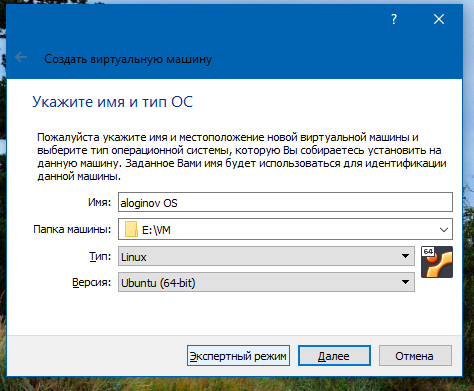 ?
Создать виртуальную машину
Укажите имя и тип ОС
Пожалуйста укажите имя и местоположение новой виртуальной машины и
выберите тип операционной системы, которую Вы собираетесь установить на
данную машину. Заданное Вами имя будет использоваться для идентификации
данной машины.
Имя: aloginov OS
Папка машины: E:\VM
Тип: Linux
64
Версия: Ubuntu (64-bit)
Экспертный режим Далее Отмена